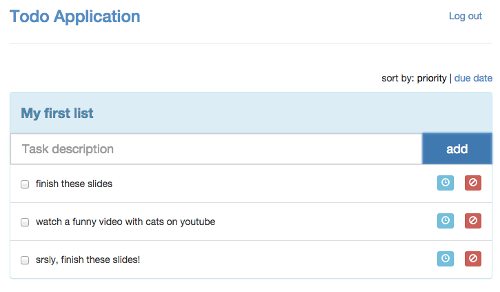 Todo Application
Log out
sort by: priority | due date
My first list
Task description
add
finish these slides
watch a funny video with cats on youtube
srsly, finish these slides!